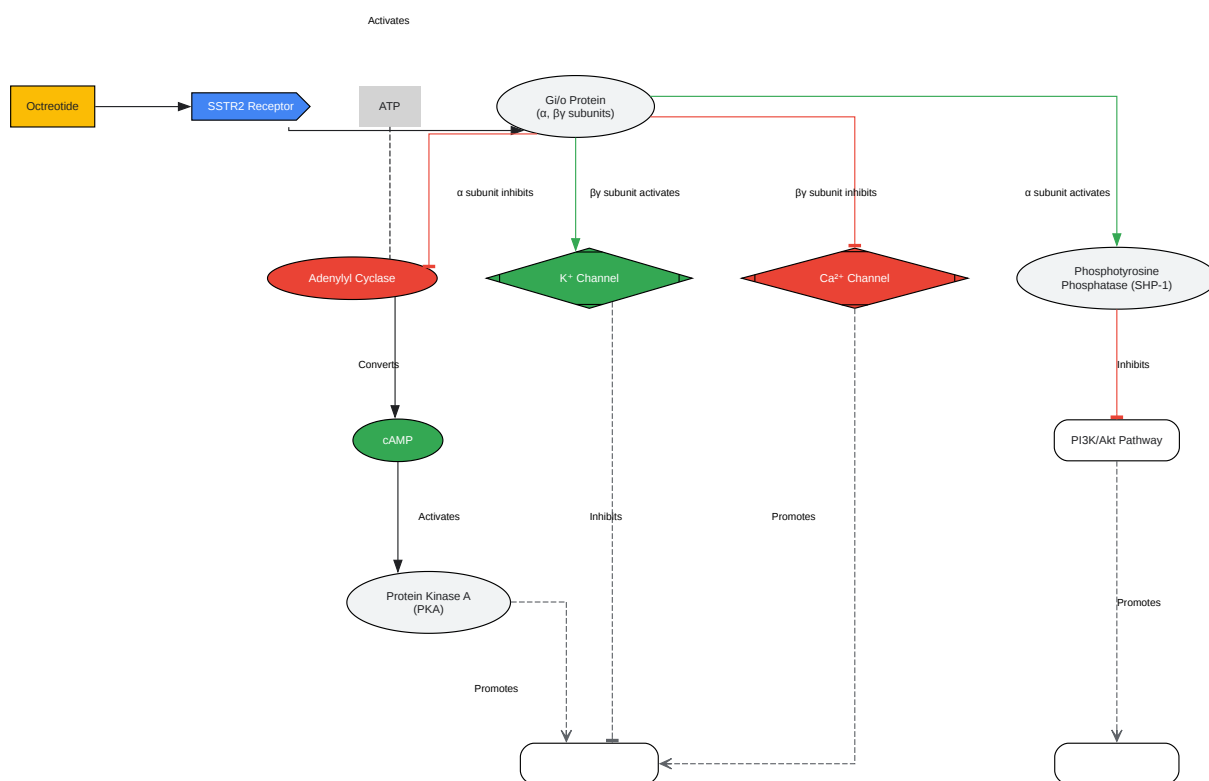 Activates
Octreotide
SSTR2 Receptor
ATP
Gi/o Protein
(α, βγ subunits)
α subunit inhibits
βγ subunit activates
βγ subunit inhibits
α subunit activates
Adenylyl Cyclase
K⁺ Channel
Ca²⁺ Channel
Phosphotyrosine
Phosphatase (SHP-1)
Converts
Inhibits
cAMP
PI3K/Akt Pathway
Activates
Inhibits
Promotes
Protein Kinase A
(PKA)
Promotes
Promotes